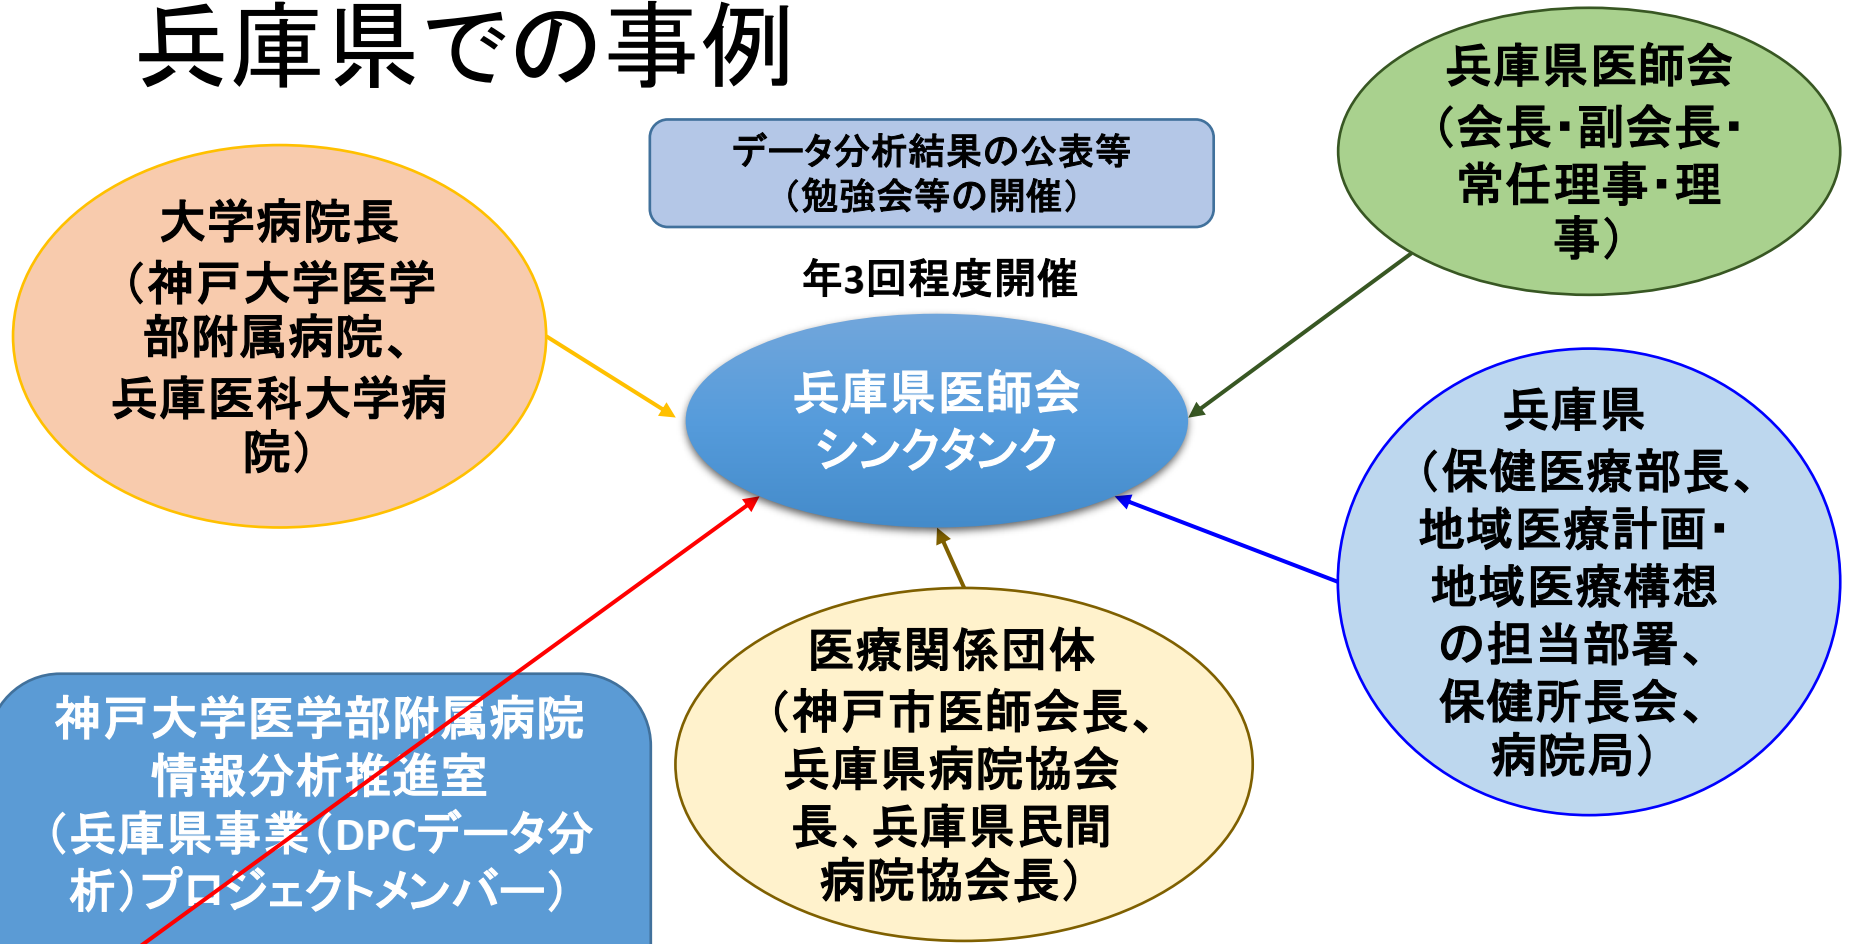 兵庫県での事例
データ分析結果の公表等
（勉強会等の開催）
年3回程度開催
兵庫県医師会
シンクタンク
大学病院長
（神戸大学医学
部附属病院、
兵庫医科大学病
院）
兵庫県医師会
（会長・副会長・
常任理事・理
事）
兵庫県
（保健医療部長、
地域医療計画・
地域医療構想
の担当部署、
保健所長会、
病院局）
医療関係団体
（神戸市医師会長、
兵庫県病院協会
長、兵庫県民間
病院協会長）
神戸大学医学部附属病院
情報分析推進室
（兵庫県事業（DPCデータ分
析）プロジェクトメンバー）